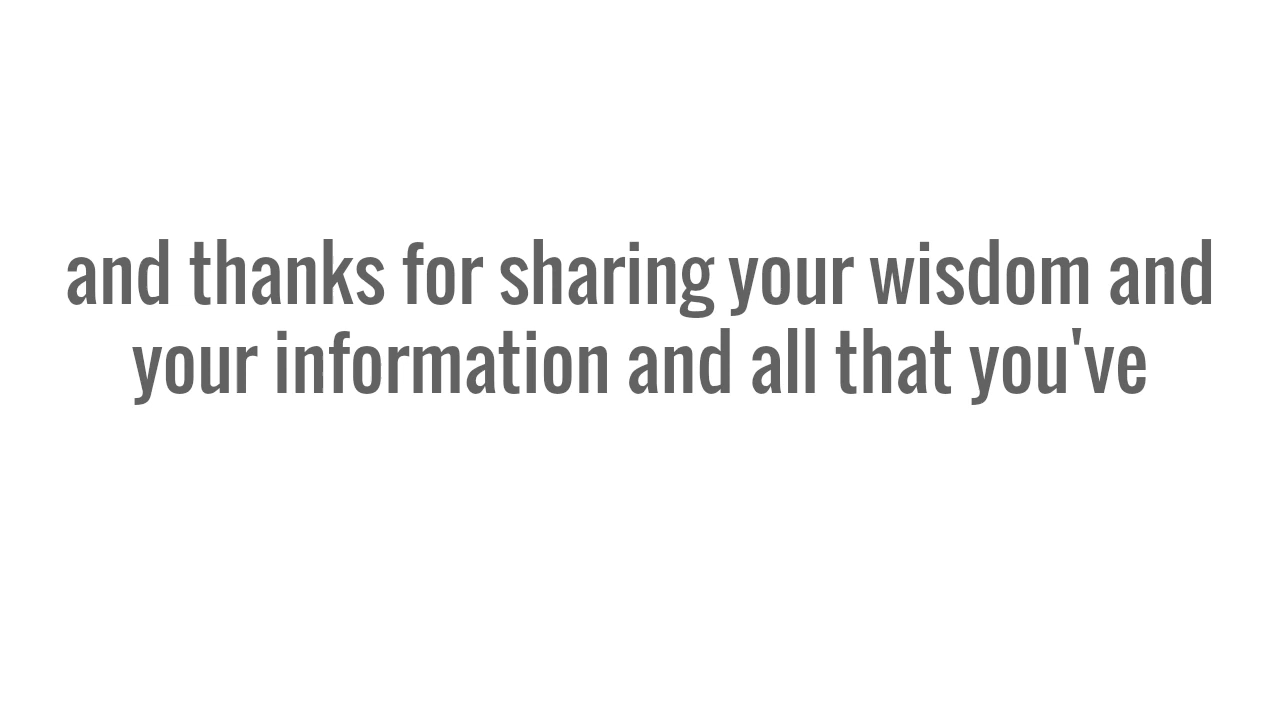 and thanks for sharing your wisdom and
your information and all that you've